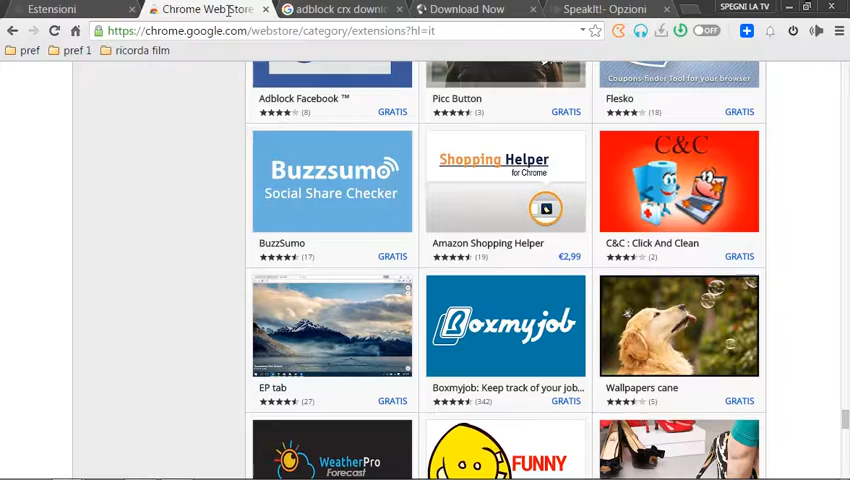 Estensioni
Chrome Web Store
adblock crx downl
Download Now
SpeakIt!- Opzioni
SPEGNI LA TV
https://chrome.google.com/webstore/category/extensions?hl=it
OFF
pref
pref 1
ricorda film
Coupons-finder Tool for your browser
Adblock Facebook ™
(8)
GRATIS
Picc Button
(3)
GRATIS
Flesko
(18)
GRATIS
Buzzsumo
Social Share Checker
BuzzSumo
(17)
GRATIS
Shopping Helper
for Chrome
Amazon Shopping Helper
(19)
€2,99
C&C
C&C : Click And Clean
(2)
GRATIS
EP tab
(27)
GRATIS
Boxmyjob
Boxmyjob: Keep track of your job...
(342)
GRATIS
Wallpapers cane
(5)
GRATIS
WeatherPro
Forecast
FUNNY